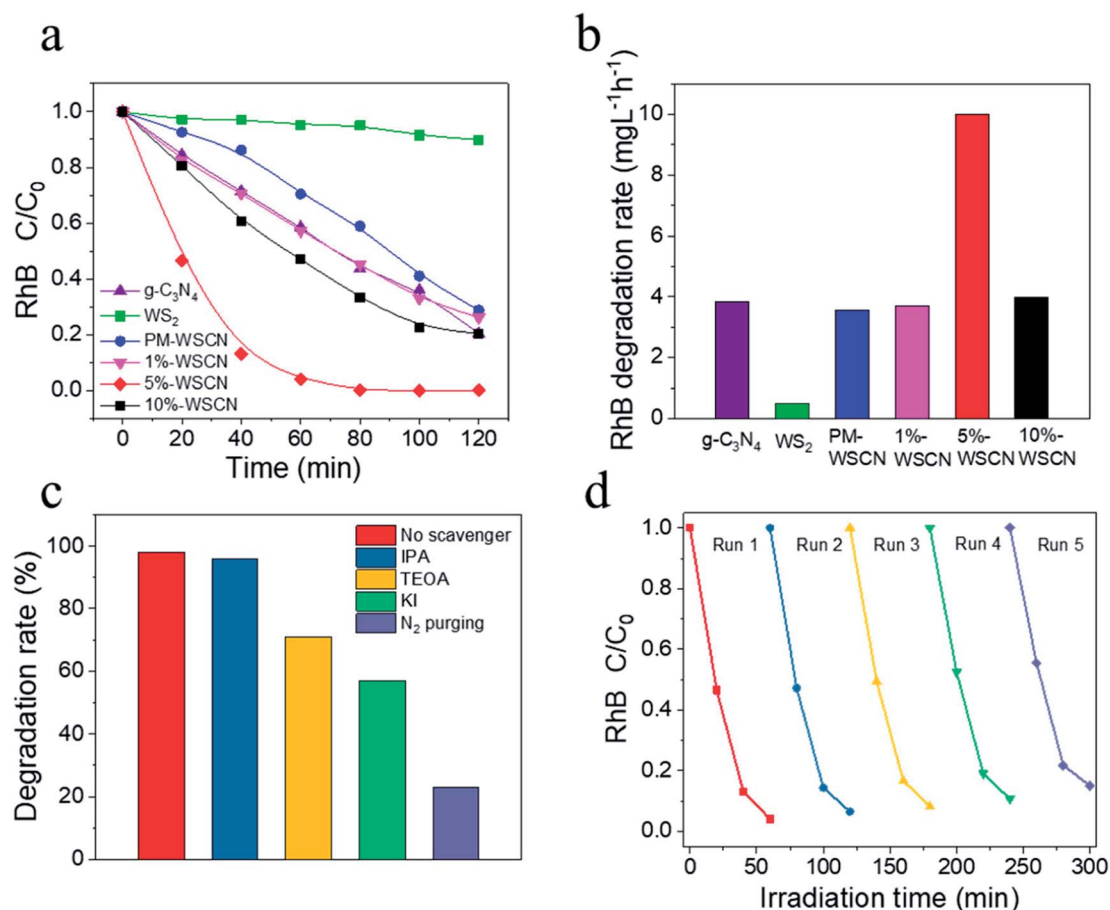 a
RhB C/C₀
1.0
0.8
0.6
0.4
0.2
0.0
g-C₃N₄
WS₂
PM-WSCN
1%-WSCN
5%-WSCN
10%-WSCN
0 20 40 60 80 100 120
Time (min)
b
RhB degradation rate (mgL⁻¹h⁻¹)
10
8
6
4
2
0
g-C₃N₄ WS₂ PM- 1%- 5%- 10%-
WSCN WSCN WSCN WSCN
c
Degradation rate (%)
100
80
60
40
20
0
No scavenger
IPA
TEOA
KI
N₂ purging
d
RhB C/C₀
1.0
0.8
0.6
0.4
0.2
0.0
Run 1 Run 2 Run 3 Run 4 Run 5
0 50 100 150 200 250 300
Irradiation time (min)